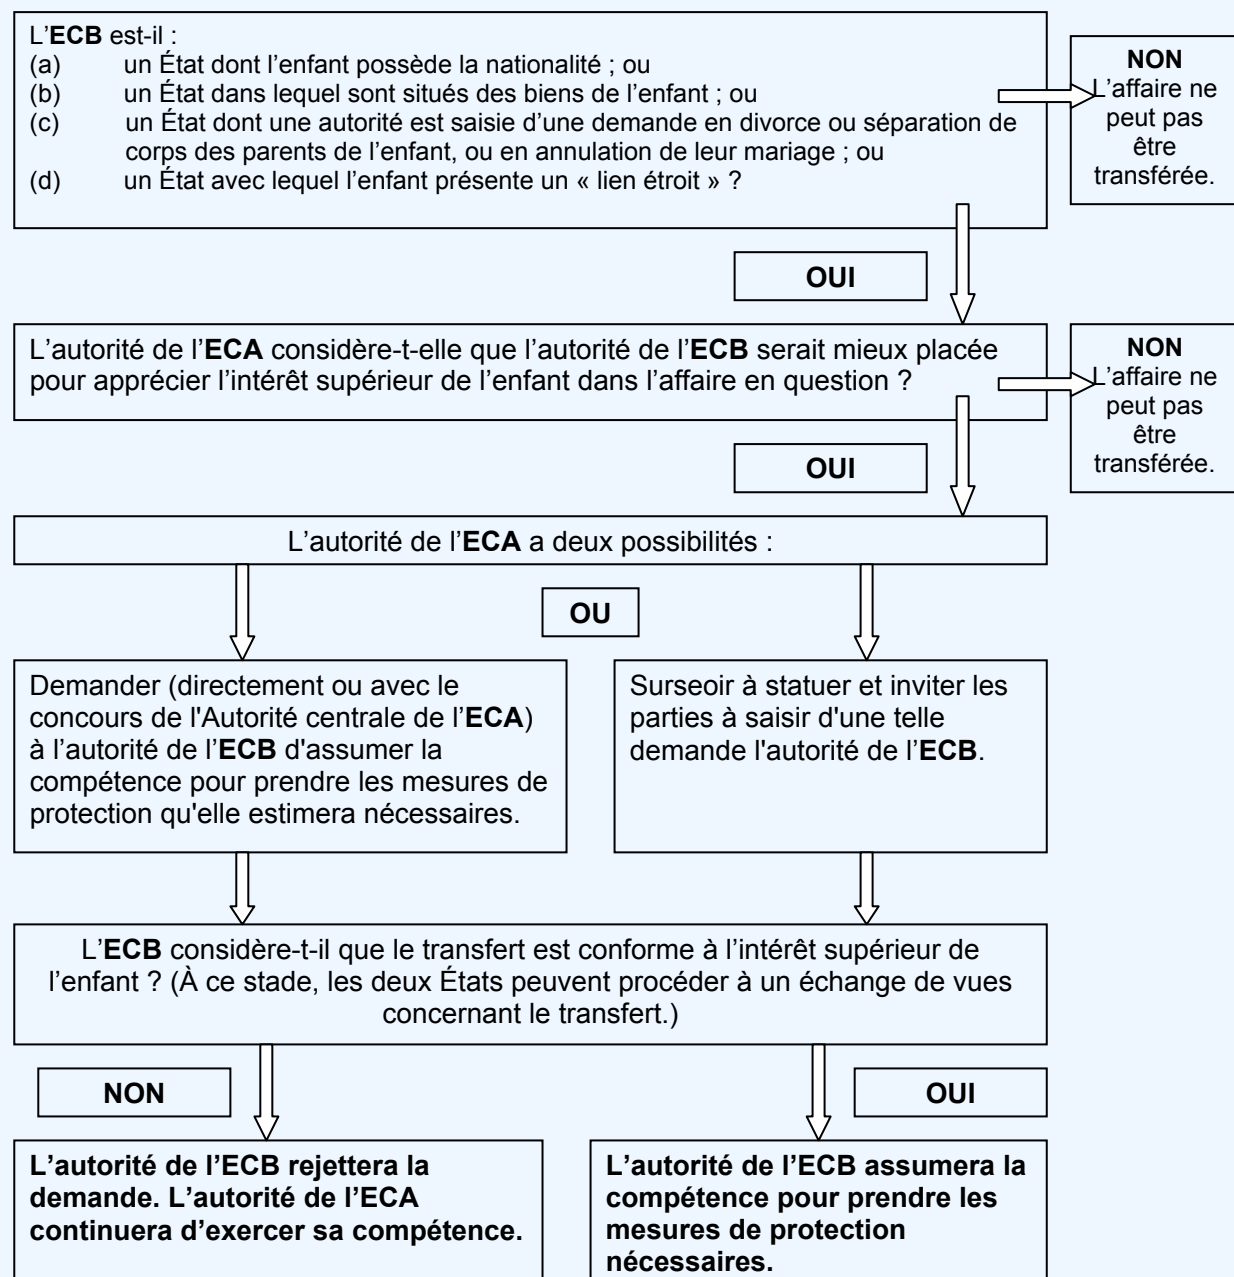 L’ECB est-il :
(a) un État dont l’enfant possède la nationalité ; ou
(b) un État dans lequel sont situés des biens de l’enfant ; ou
(c) un État dont une autorité est saisie d’une demande en divorce ou séparation de
corps des parents de l’enfant, ou en annulation de leur mariage ; ou
(d) un État avec lequel l’enfant présente un « lien étroit » ?
NON
L’affaire ne
peut pas
être
transférée.
OUI
L’autorité de l’ECA considère-t-elle que l’autorité de l’ECB serait mieux placée
pour apprécier l’intérêt supérieur de l’enfant dans l’affaire en question ?
NON
L’affaire ne
peut pas
être
transférée.
OUI
L’autorité de l’ECA a deux possibilités :
OU
Demander (directement ou avec le
concours de l'Autorité centrale de l’ECA)
à l’autorité de l’ECB d'assumer la
compétence pour prendre les mesures de
protection qu'elle estimera nécessaires.
Surseoir à statuer et inviter les
parties à saisir d'une telle
demande l'autorité de l’ECB.
L’ECB considère-t-il que le transfert est conforme à l’intérêt supérieur de
l’enfant ? (À ce stade, les deux États peuvent procéder à un échange de vues
concernant le transfert.)
NON
OUI
L’autorité de l’ECB rejettera la
demande. L’autorité de l’ECA
continuera d’exercer sa compétence.
L’autorité de l’ECB assumera la
compétence pour prendre les
mesures de protection
nécessaires.